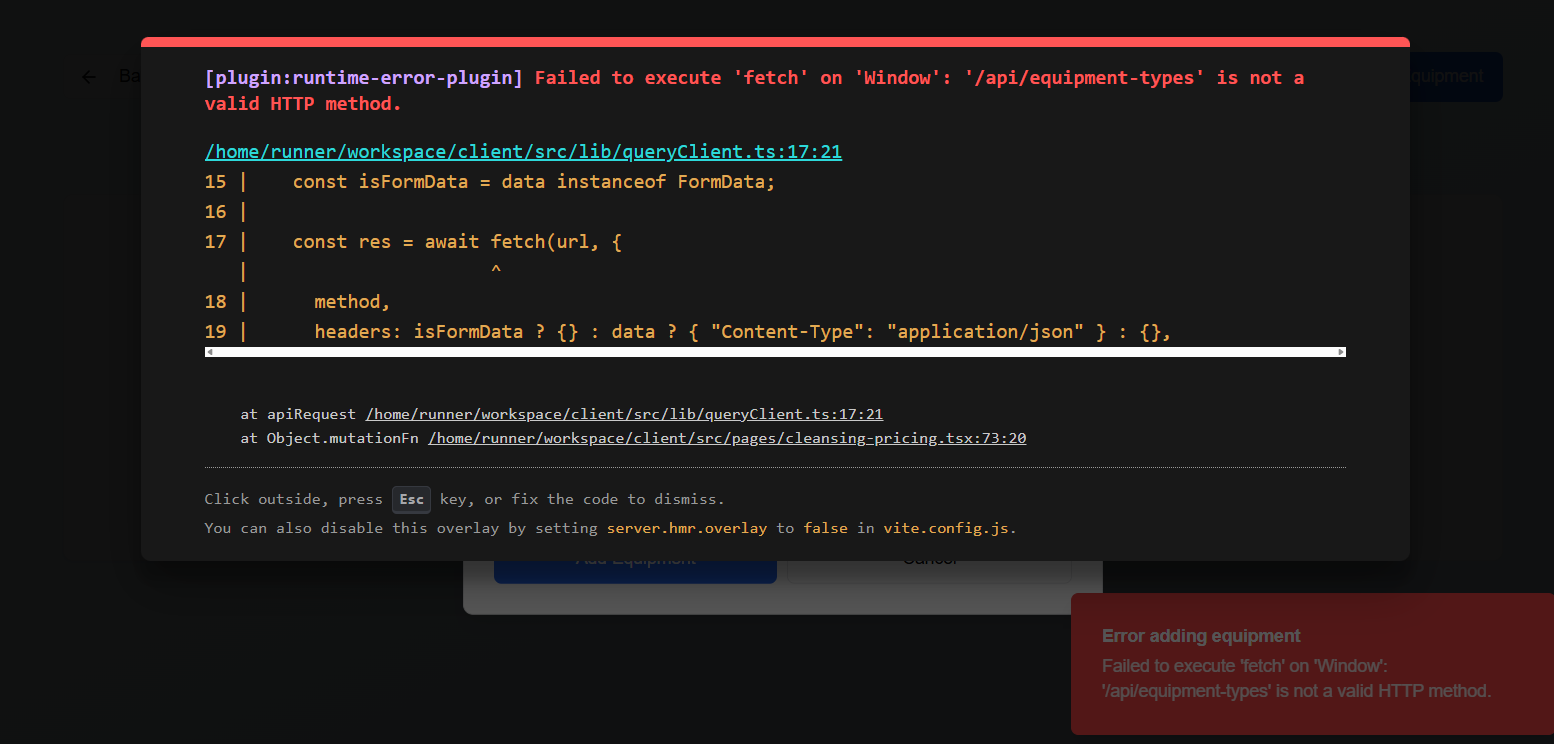 Ba
quipment
[plugin:runtime-error-plugin] Failed to execute 'fetch' on 'Window': '/api/equipment-types' is not a
valid HTTP method.
/home/runner/workspace/client/src/lib/queryClient.ts:17:21
15 |    const isFormData = data instanceof FormData;
16 |
17 |    const res = await fetch(url, {
   |                      ^
18 |      method,
19 |      headers: isFormData ? {} : data ? { "Content-Type": "application/json" } : {},
at apiRequest /home/runner/workspace/client/src/lib/queryClient.ts:17:21
at Object.mutationFn /home/runner/workspace/client/src/pages/cleansing-pricing.tsx:73:20
Click outside, press Esc key, or fix the code to dismiss.
You can also disable this overlay by setting server.hmr.overlay to false in vite.config.js.
Add Equipment
Cancel
Error adding equipment
Failed to execute 'fetch' on 'Window':
'/api/equipment-types' is not a valid HTTP method.